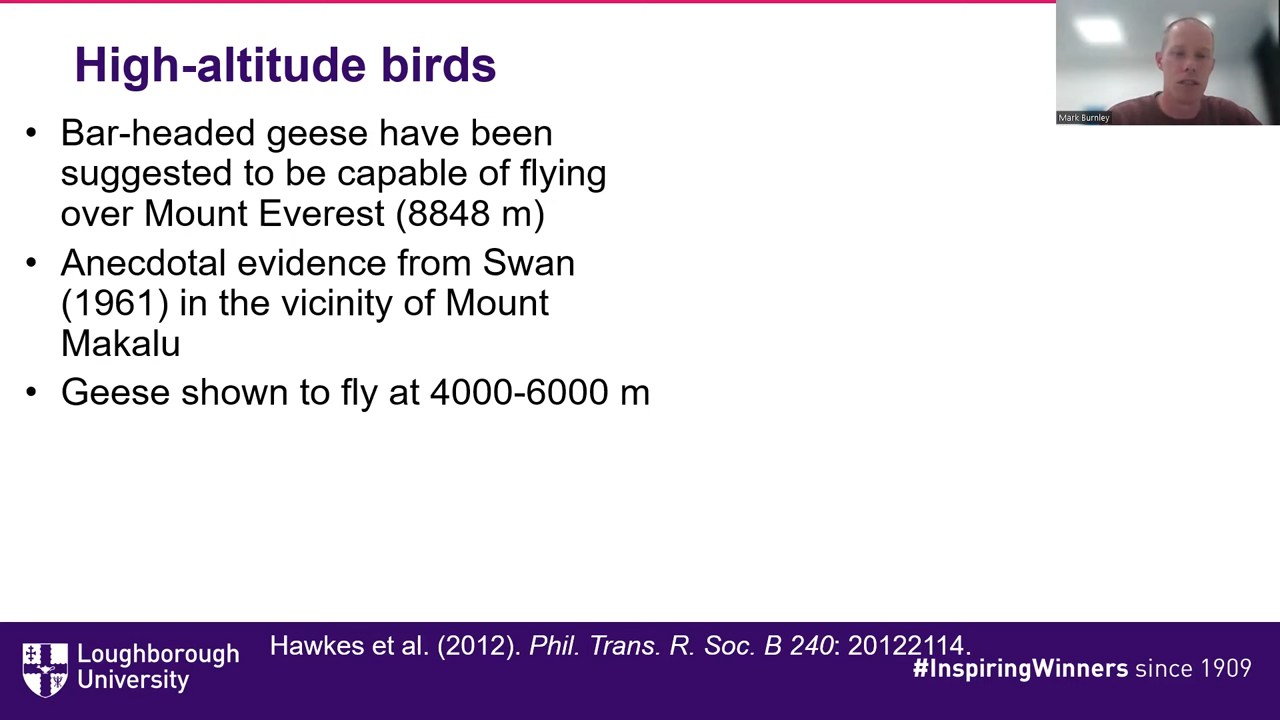 High-altitude birds
Mark Burnley
• Bar-headed geese have been
suggested to be capable of flying
over Mount Everest (8848 m)
• Anecdotal evidence from Swan
(1961) in the vicinity of Mount
Makalu
• Geese shown to fly at 4000-6000 m
Loughborough
University
Hawkes et al. (2012). Phil. Trans. R. Soc. B 240: 20122114.
#InspiringWinners since 1909